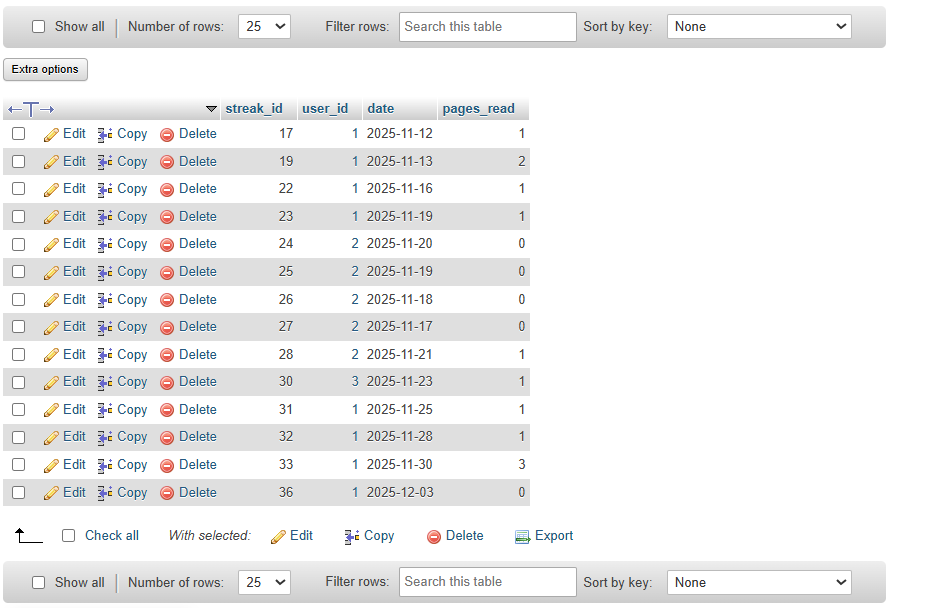 Show all Number of rows: 25 Filter rows: Search this table Sort by key: None
Extra options
←T→ streak_id user_id date pages_read
Edit Copy Delete 17 1 2025-11-12 1
Edit Copy Delete 19 1 2025-11-13 2
Edit Copy Delete 22 1 2025-11-16 1
Edit Copy Delete 23 1 2025-11-19 1
Edit Copy Delete 24 2 2025-11-20 0
Edit Copy Delete 25 2 2025-11-19 0
Edit Copy Delete 26 2 2025-11-18 0
Edit Copy Delete 27 2 2025-11-17 0
Edit Copy Delete 28 2 2025-11-21 1
Edit Copy Delete 30 3 2025-11-23 1
Edit Copy Delete 31 1 2025-11-25 1
Edit Copy Delete 32 1 2025-11-28 1
Edit Copy Delete 33 1 2025-11-30 3
Edit Copy Delete 36 1 2025-12-03 0
Check all With selected: Edit Copy Delete Export
Show all Number of rows: 25 Filter rows: Search this table Sort by key: None